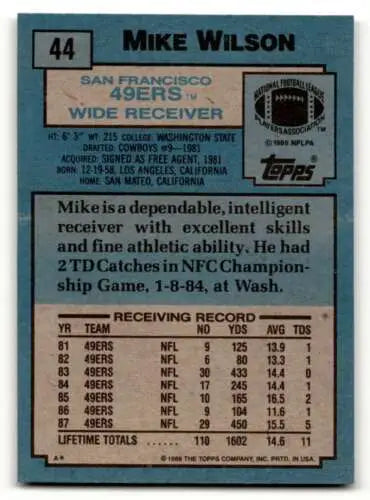 44
MIKE WILSON
SAN FRANCISCO
49ERS™
WIDE RECEIVER
NATIONAL FOOTBALL LEAGUE
PLAYERS ASSOCIATION
© 1988 NFLPA
TOPPS
HT: 6' 3" WT: 215 COLLEGE: WASHINGTON STATE
DRAFTED: COWBOYS #9—1981
ACQUIRED: SIGNED AS FREE AGENT, 1981
BORN: 12-19-58, LOS ANGELES, CALIFORNIA
HOME: SAN MATEO, CALIFORNIA
Mike is a dependable, intelligent
receiver with excellent skills
and fine athletic ability. He had
2 TD Catches in NFC Champion-
ship Game, 1-8-84, at Wash.
RECEIVING RECORD
YR TEAM NO YDS AVG TDS
81 49ERS NFL 9 125 13.9 1
82 49ERS NFL 6 80 13.3 1
83 49ERS NFL 30 433 14.4 0
84 49ERS NFL 17 245 14.4 1
85 49ERS NFL 10 165 16.5 2
86 49ERS NFL 9 104 11.6 1
87 49ERS NFL 29 450 15.5 5
LIFETIME TOTALS ...... 110 1602 14.6 11
A* © 1988 THE TOPPS COMPANY, INC. PRTD. IN U.S.A.